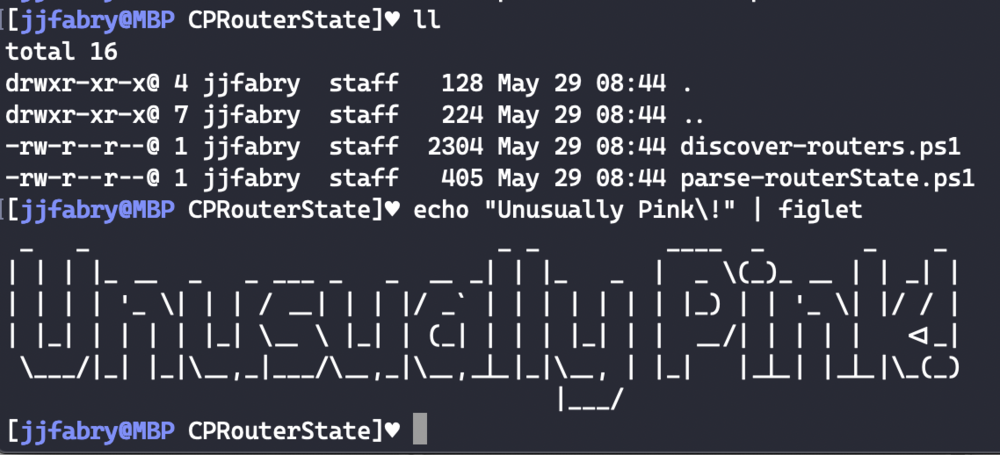 [jjfabry@MBP CPRouterState]♥ ll
total 16
drwxr-xr-x@ 4 jjfabry  staff   128 May 29 08:44 .
drwxr-xr-x@ 7 jjfabry  staff   224 May 29 08:44 ..
-rw-r--r--@ 1 jjfabry  staff  2304 May 29 08:44 discover-routers.ps1
-rw-r--r--@ 1 jjfabry  staff   405 May 29 08:44 parse-routerState.ps1
[jjfabry@MBP CPRouterState]♥ echo "Unusually Pink\!" | figlet
Unusually Pink!
[jjfabry@MBP CPRouterState]♥